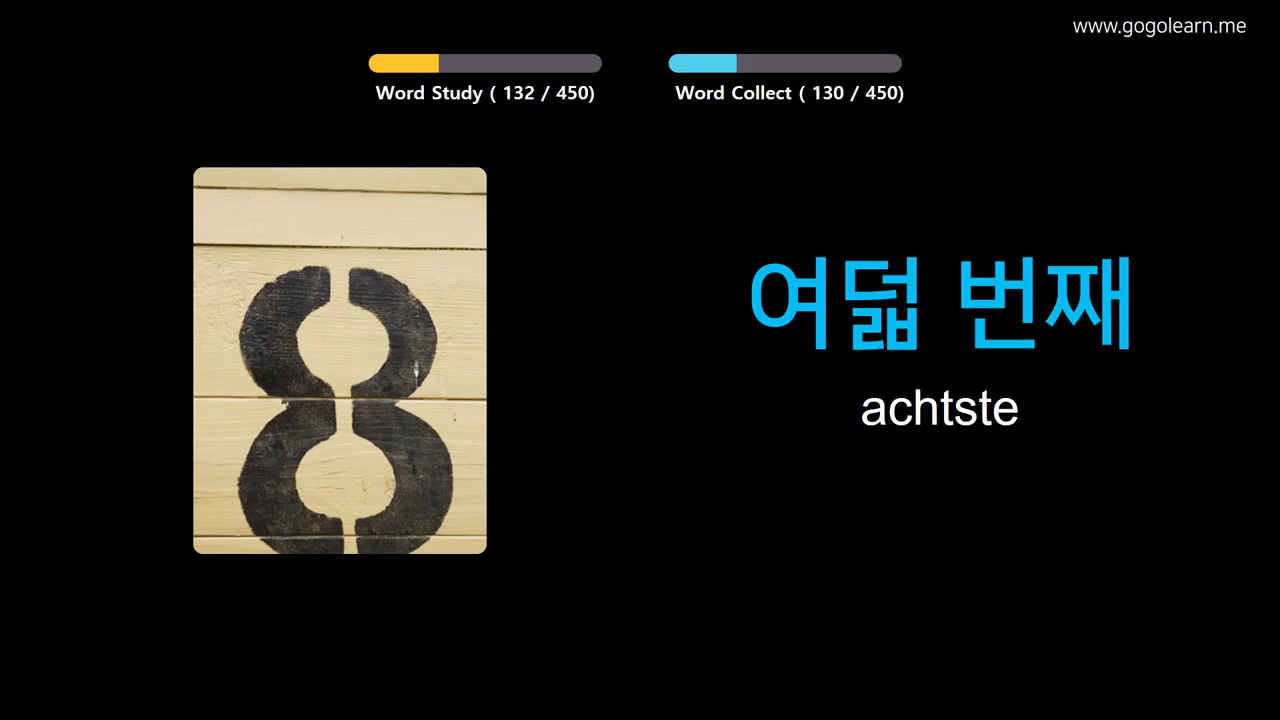 www.gogolearn.me
Word Study ( 132 / 450)
Word Collect ( 130 / 450)
8
여덟 번째
achtste